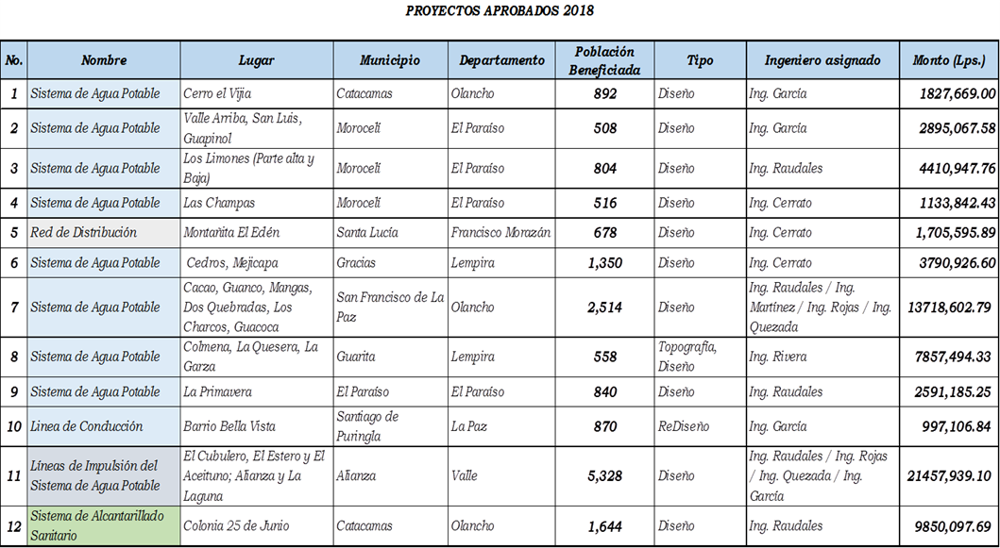 PROYECTOS APROBADOS 2018
No. Nombre Lugar Municipio Departamento Población Beneficiada Tipo Ingeniero asignado Monto (Lps.)
1 Sistema de Agua Potable Cerro el Vijia Catacamas Olancho 892 Diseño Ing. García 1827,669.00
2 Sistema de Agua Potable Valle Arriba, San Luis, Guapinol Morocelí El Paraíso 508 Diseño Ing. García 2895,067.58
3 Sistema de Agua Potable Los Limones (Parte alta y Baja) Morocelí El Paraíso 804 Diseño Ing. Raudales 4410,947.76
4 Sistema de Agua Potable Las Champas Morocelí El Paraíso 516 Diseño Ing. Cerrato 1133,842.43
5 Red de Distribución Montañita El Edén Santa Lucía Francisco Morazán 678 Diseño Ing. Cerrato 1,705,595.89
6 Sistema de Agua Potable Cedros, Mejicapa Gracias Lempira 1,350 Diseño Ing. Cerrato 3790,926.60
7 Sistema de Agua Potable Cacao, Guanco, Mangas, Dos Quebradas, Los Charcos, Guacoca San Francisco de La Paz Olancho 2,514 Diseño Ing. Raudales / Ing. Martínez / Ing. Rojas / Ing. Quezada 13718,602.79
8 Sistema de Agua Potable Colmena, La Quesera, La Garza Guarita Lempira 558 Topografía, Diseño Ing. Rivera 7857,494.33
9 Sistema de Agua Potable La Primavera El Paraíso El Paraíso 840 Diseño Ing. Raudales 2591,185.25
10 Linea de Conducción Barrio Bella Vista Santiago de Puringla La Paz 870 ReDiseño Ing. García 997,106.84
11 Líneas de Impulsión del Sistema de Agua Potable El Cubulero, El Estero y El Aceituno; Alianza y La Laguna Alianza Valle 5,328 Diseño Ing. Raudales / Ing. Rojas / Ing. Quezada / Ing. García 21457,939.10
12 Sistema de Alcantarillado Sanitario Colonia 25 de Junio Catacamas Olancho 1,644 Diseño Ing. Raudales 9850,097.69